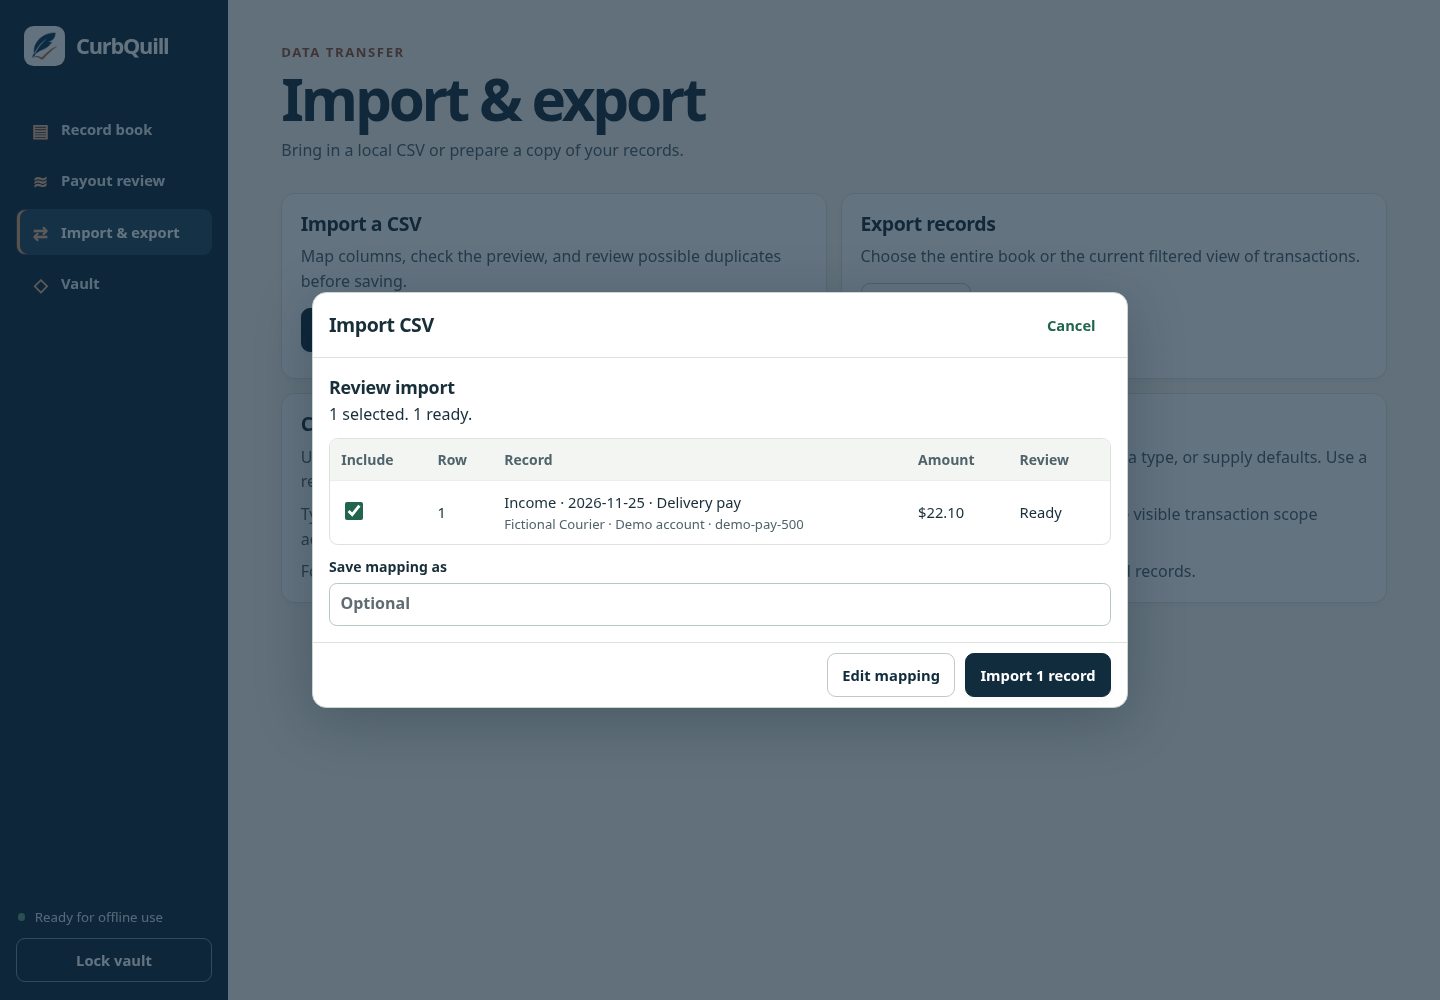 CurbQuill
Record book
Payout review
Import & export
Vault
Ready for offline use
Lock vault
DATA TRANSFER
Import & export
Bring in a local CSV or prepare a copy of your records.
Import a CSV
Map columns, check the preview, and review possible duplicates
before saving.
Export records
Choose the entire book or the current filtered view of transactions.
a type, or supply defaults. Use a
visible transaction scope
records.
Import CSV
Cancel
Review import
1 selected. 1 ready.
Include Row Record Amount Review
1 Income · 2026-11-25 · Delivery pay $22.10 Ready
Fictional Courier · Demo account · demo-pay-500
Save mapping as
Optional
Edit mapping Import 1 record